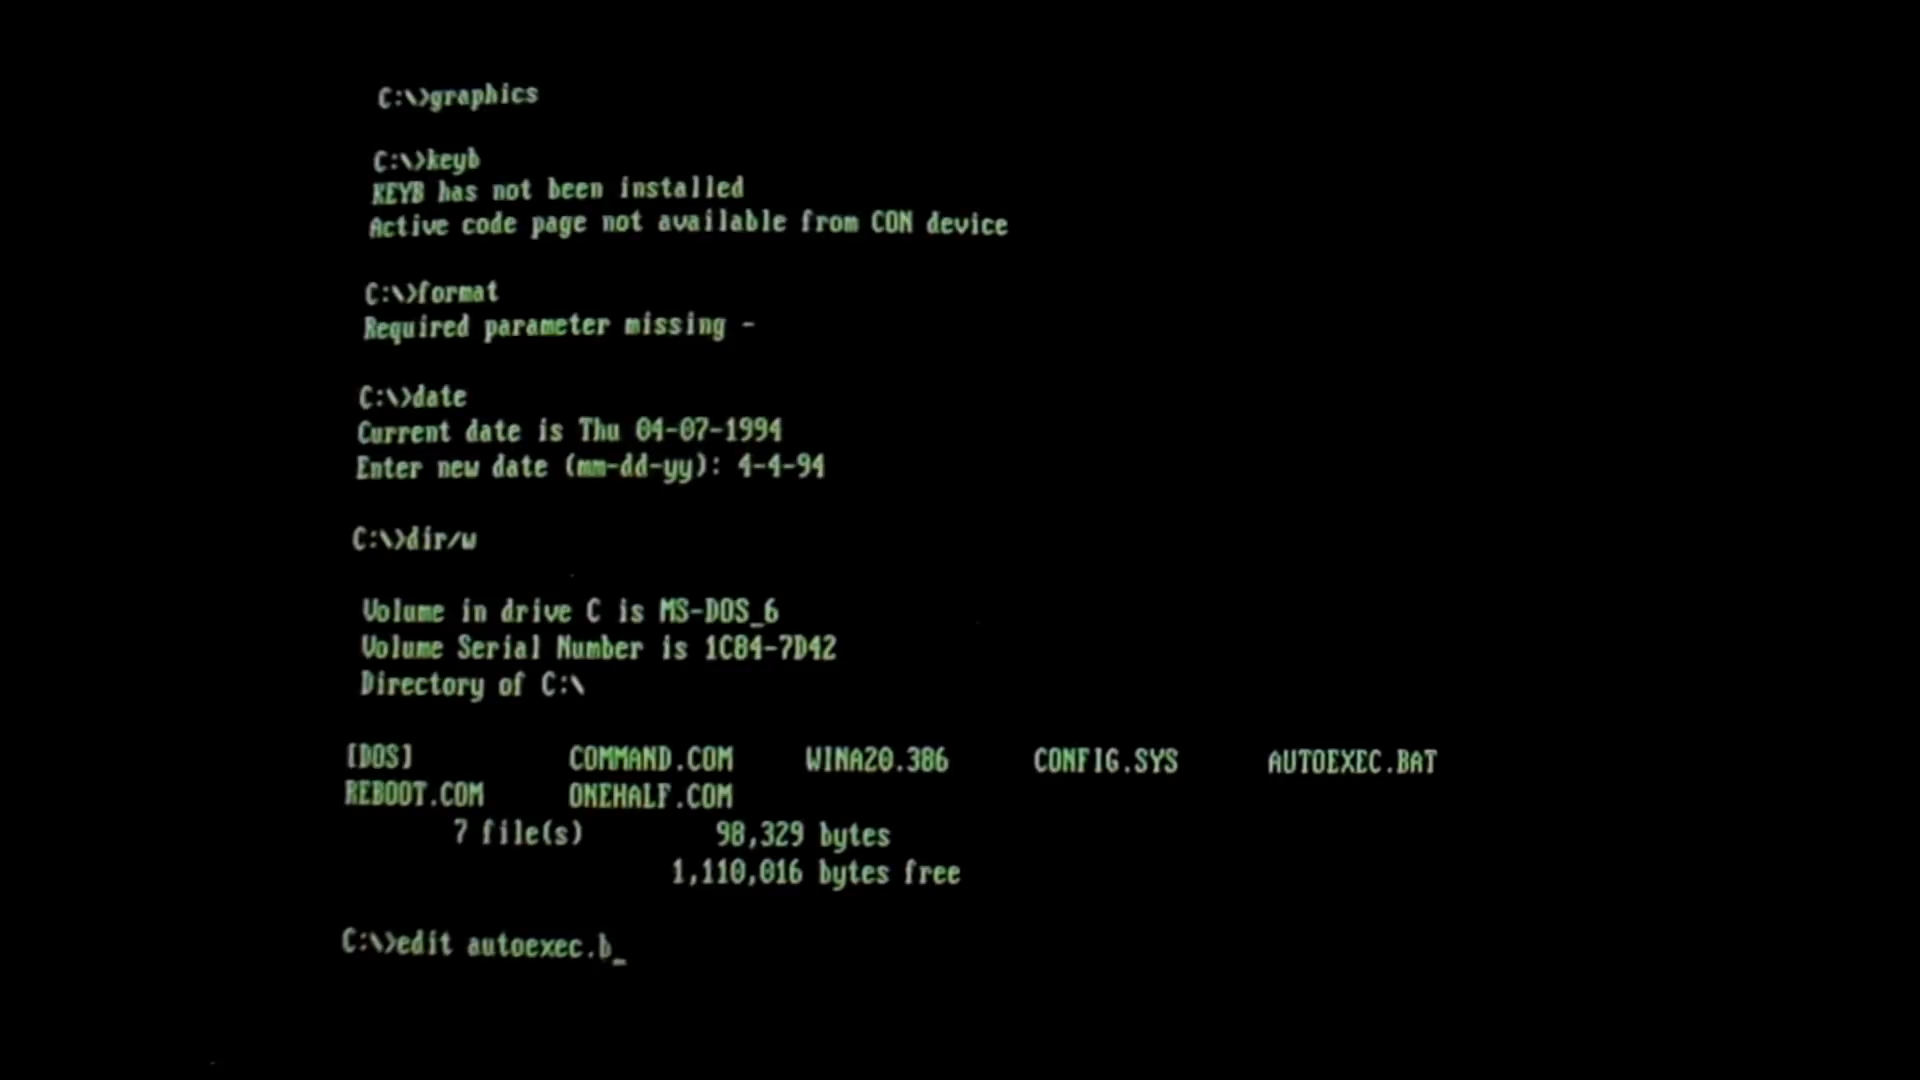 C:\>graphics
C:\>keyb
KEYB has not been installed
Active code page not available from CON device
C:\>format
Required parameter missing -
C:\>date
Current date is Thu 04-07-1994
Enter new date (mm-dd-yy): 4-4-94
C:\>dir/w
Volume in drive C is MS-DOS_6
Volume Serial Number is 1C84-7D42
Directory of C:\
[DOS] COMMAND.COM WINA20.386 CONFIG.SYS AUTOEXEC.BAT
REBOOT.COM ONEHALF.COM
7 file(s) 98,329 bytes
1,110,016 bytes free
C:\>edit autoexec.b_